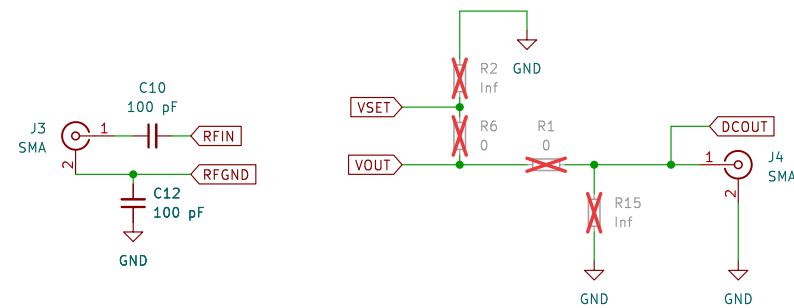 C10
100 pF
J3
SMA
1
2
RFIN
RFGND
C12
100 pF
GND
GND
R2
Inf
VSET
R6
0
R1
0
VOUT
DCOUT
1
J4
SMA
2
R15
Inf
GND
GND